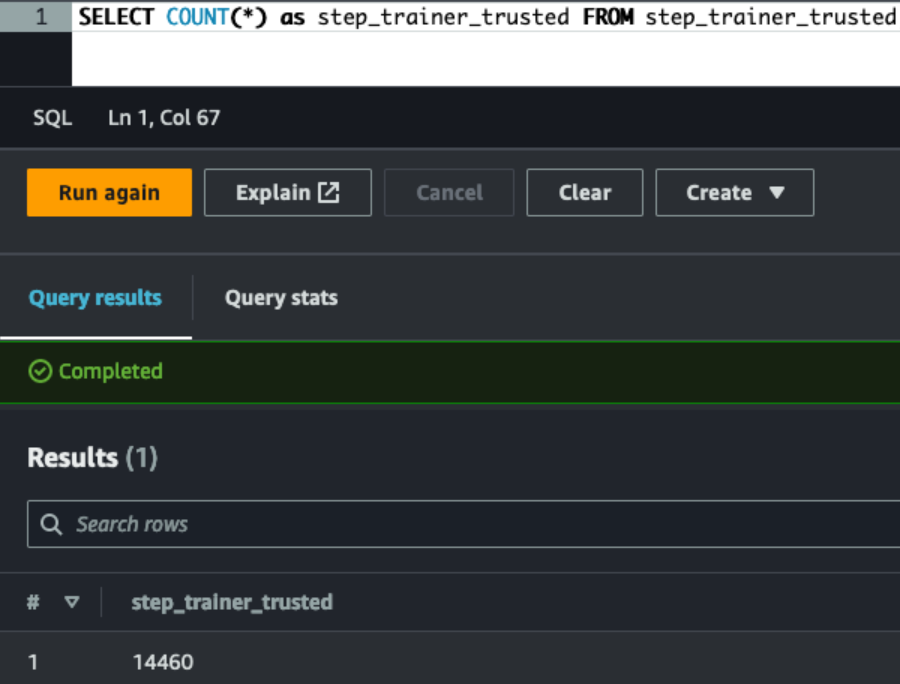 1 SELECT COUNT(*) as step_trainer_trusted FROM step_trainer_trusted
SQL Ln 1, Col 67
Run again Explain Cancel Clear Create
Query results Query stats
Completed
Results (1)
Search rows
# step_trainer_trusted
1 14460